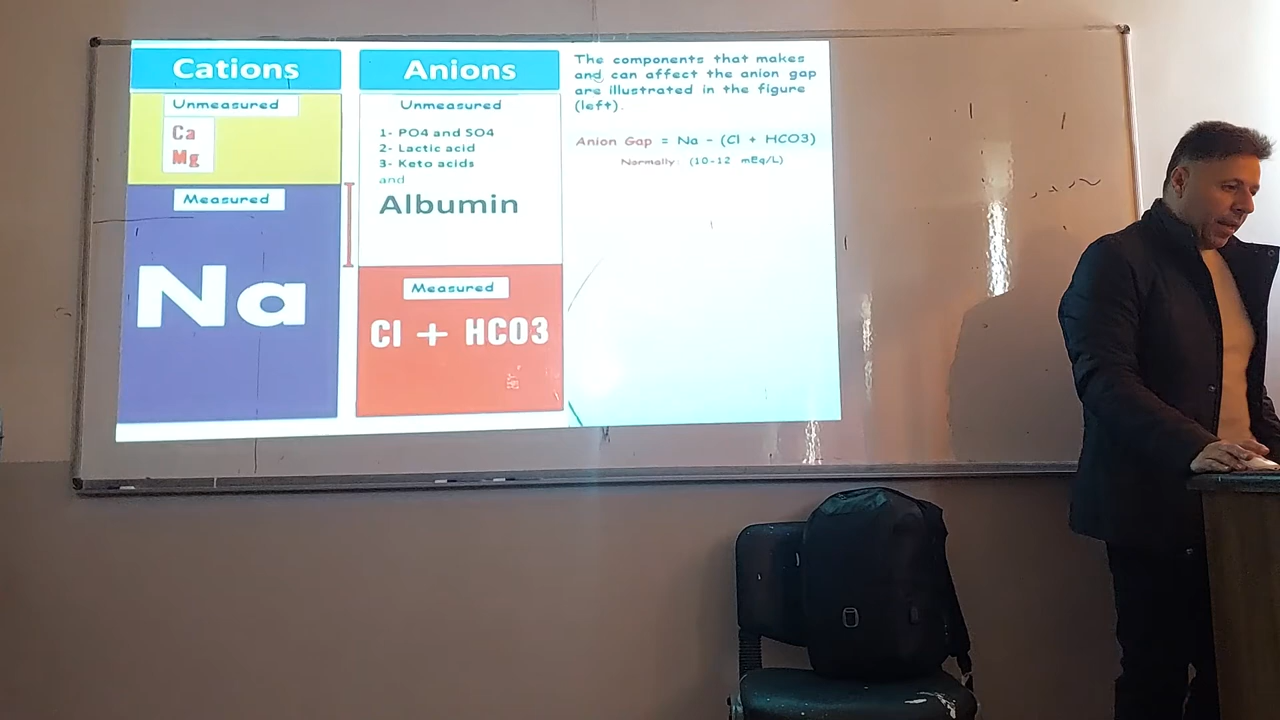 Cations
Unmeasured
Ca
Mg
Measured
Na
Anions
Unmeasured
1- PO4 and SO4
2- Lactic acid
3- Keto acids
and
Albumin
Measured
Cl + HCO3
The components that makes
and can affect the anion gap
are illustrated in the figure
(left).
Anion Gap = Na - (Cl + HCO3)
Normally: (10-12 mEq/L)